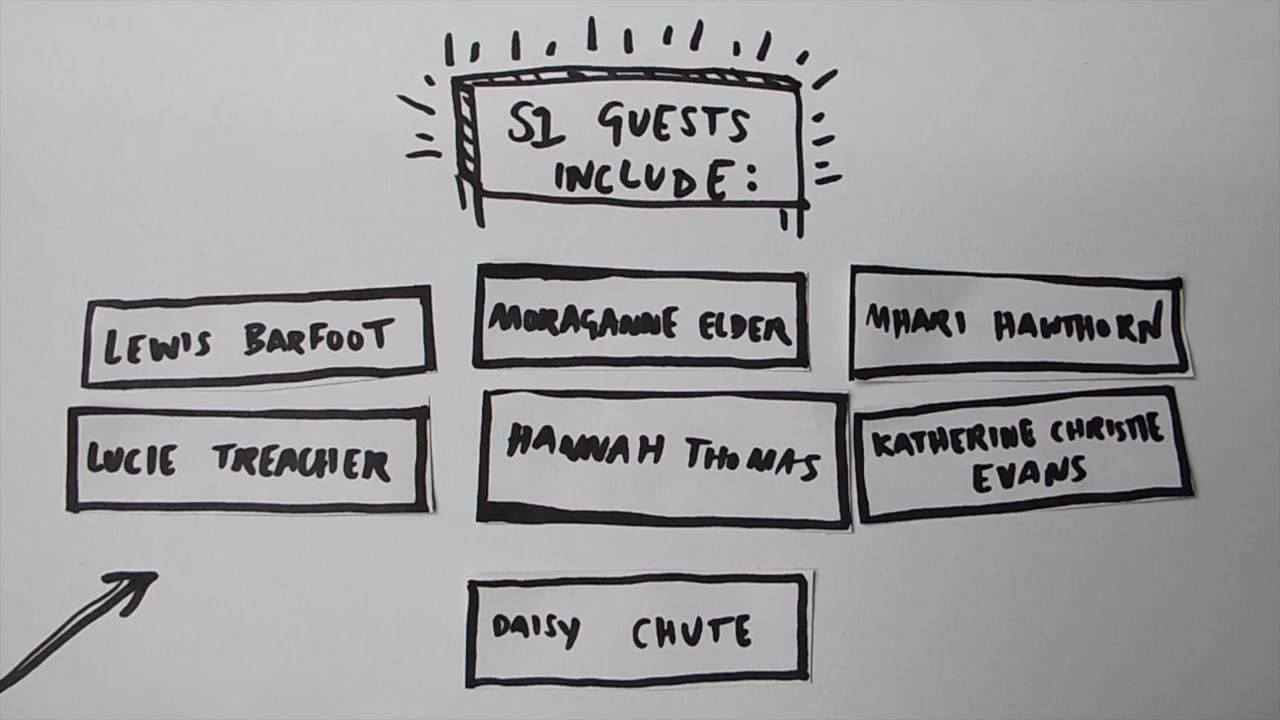 S1 GUESTS
INCLUDE:
LEWIS BARFOOT
MORAGANNE ELDER
MHARI HAWTHORN
LUCIE TREACHER
HANNAH THOMAS
KATHERINE CHRISTIE
EVANS
DAISY CHUTE